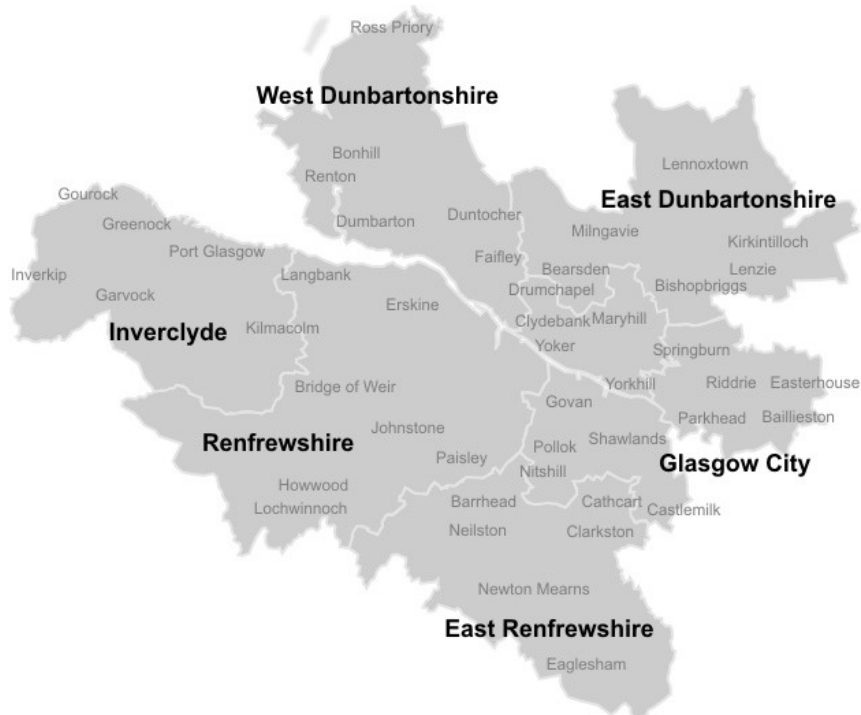 Ross Priory
West Dunbartonshire
Bonhill
Lennoxtown
Renton
Gourock
East Dunbartonshire
Greenock
Dumbarton
Duntocher
Milngavie
Kirkintilloch
Port Glasgow
Faifley
Inverkip
Langbank
Bearsden
Lenzie
Garvock
Erskine
Drumchapel
Bishopbriggs
Inverclyde
Kilmacolm
Clydebank
Maryhill
Yoker
Springburn
Bridge of Weir
Yorkhill
Riddrie
Easterhouse
Govan
Renfrewshire
Johnstone
Parkhead
Baillieston
Pollok
Shawlands
Paisley
Nitshill
Glasgow City
Howwood
Lochwinnoch
Barrhead
Cathcart
Castlemilk
Neilston
Clarkston
Newton Mearns
East Renfrewshire
Eaglesham